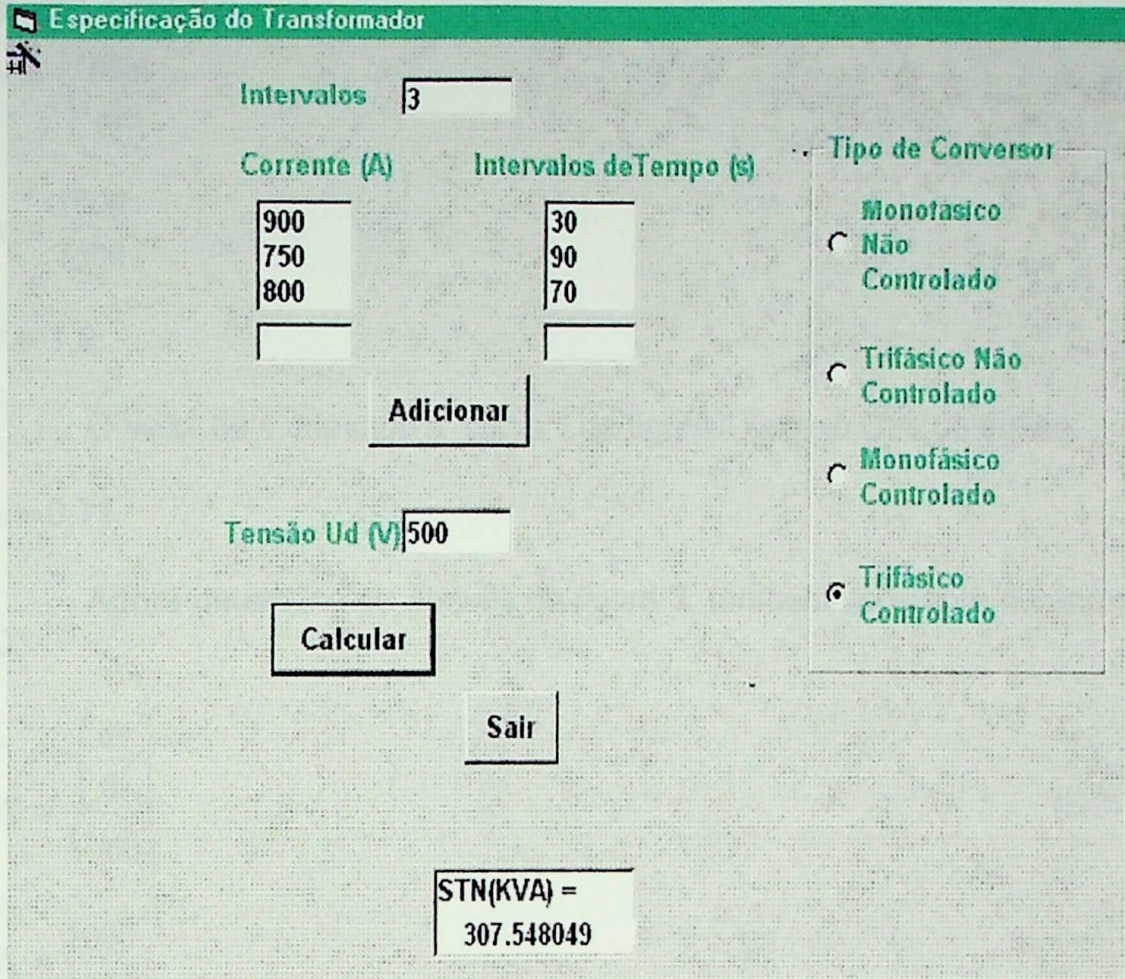 Especificação do Transformador
Intervalos 3
Corrente (A) Intervalos deTempo (s)
900 30
750 90
800 70
Adicionar
Tensão Ud (V) 500
Calcular
Sair
STN(KVA) =
307.548049
Tipo de Conversor
Monofásico
Não
Controlado
Trifásico Não
Controlado
Monofásico
Controlado
Trifásico
Controlado